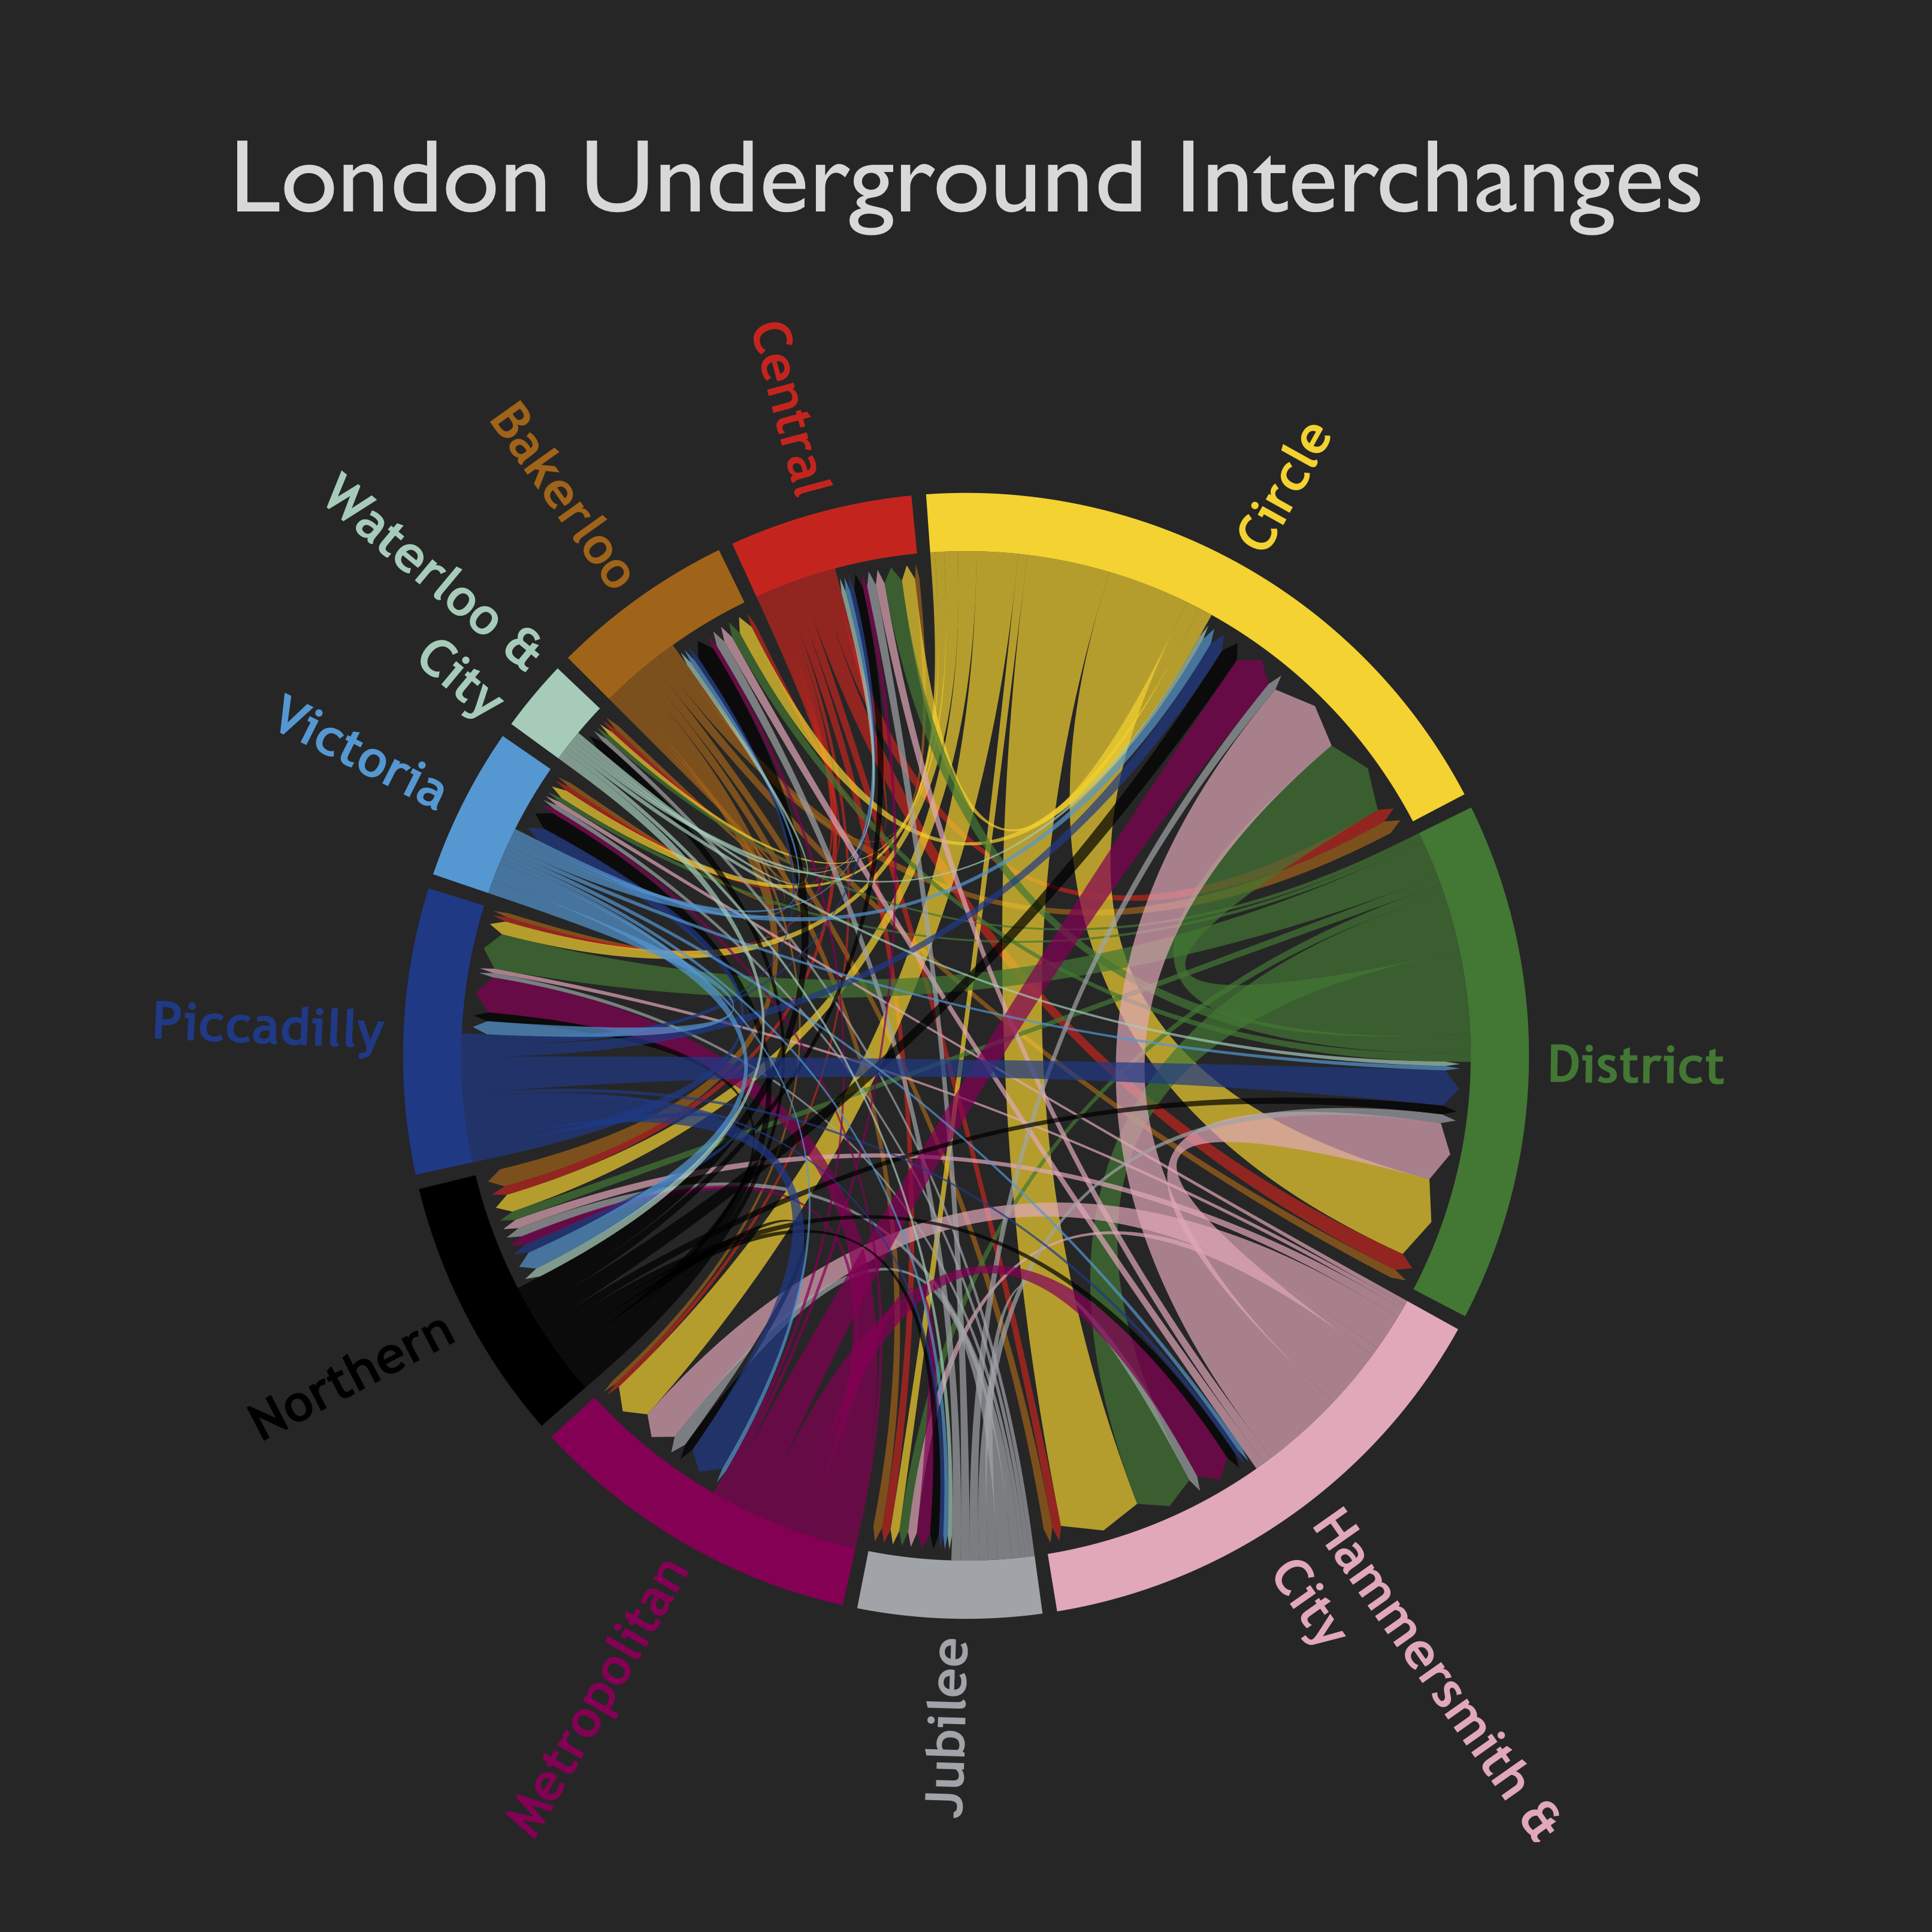 London Underground Interchanges
Central
Circle
Bakerloo
Waterloo &
City
Victoria
Piccadilly
District
Northern
Hammersmith &
City
Metropolitan
Jubilee